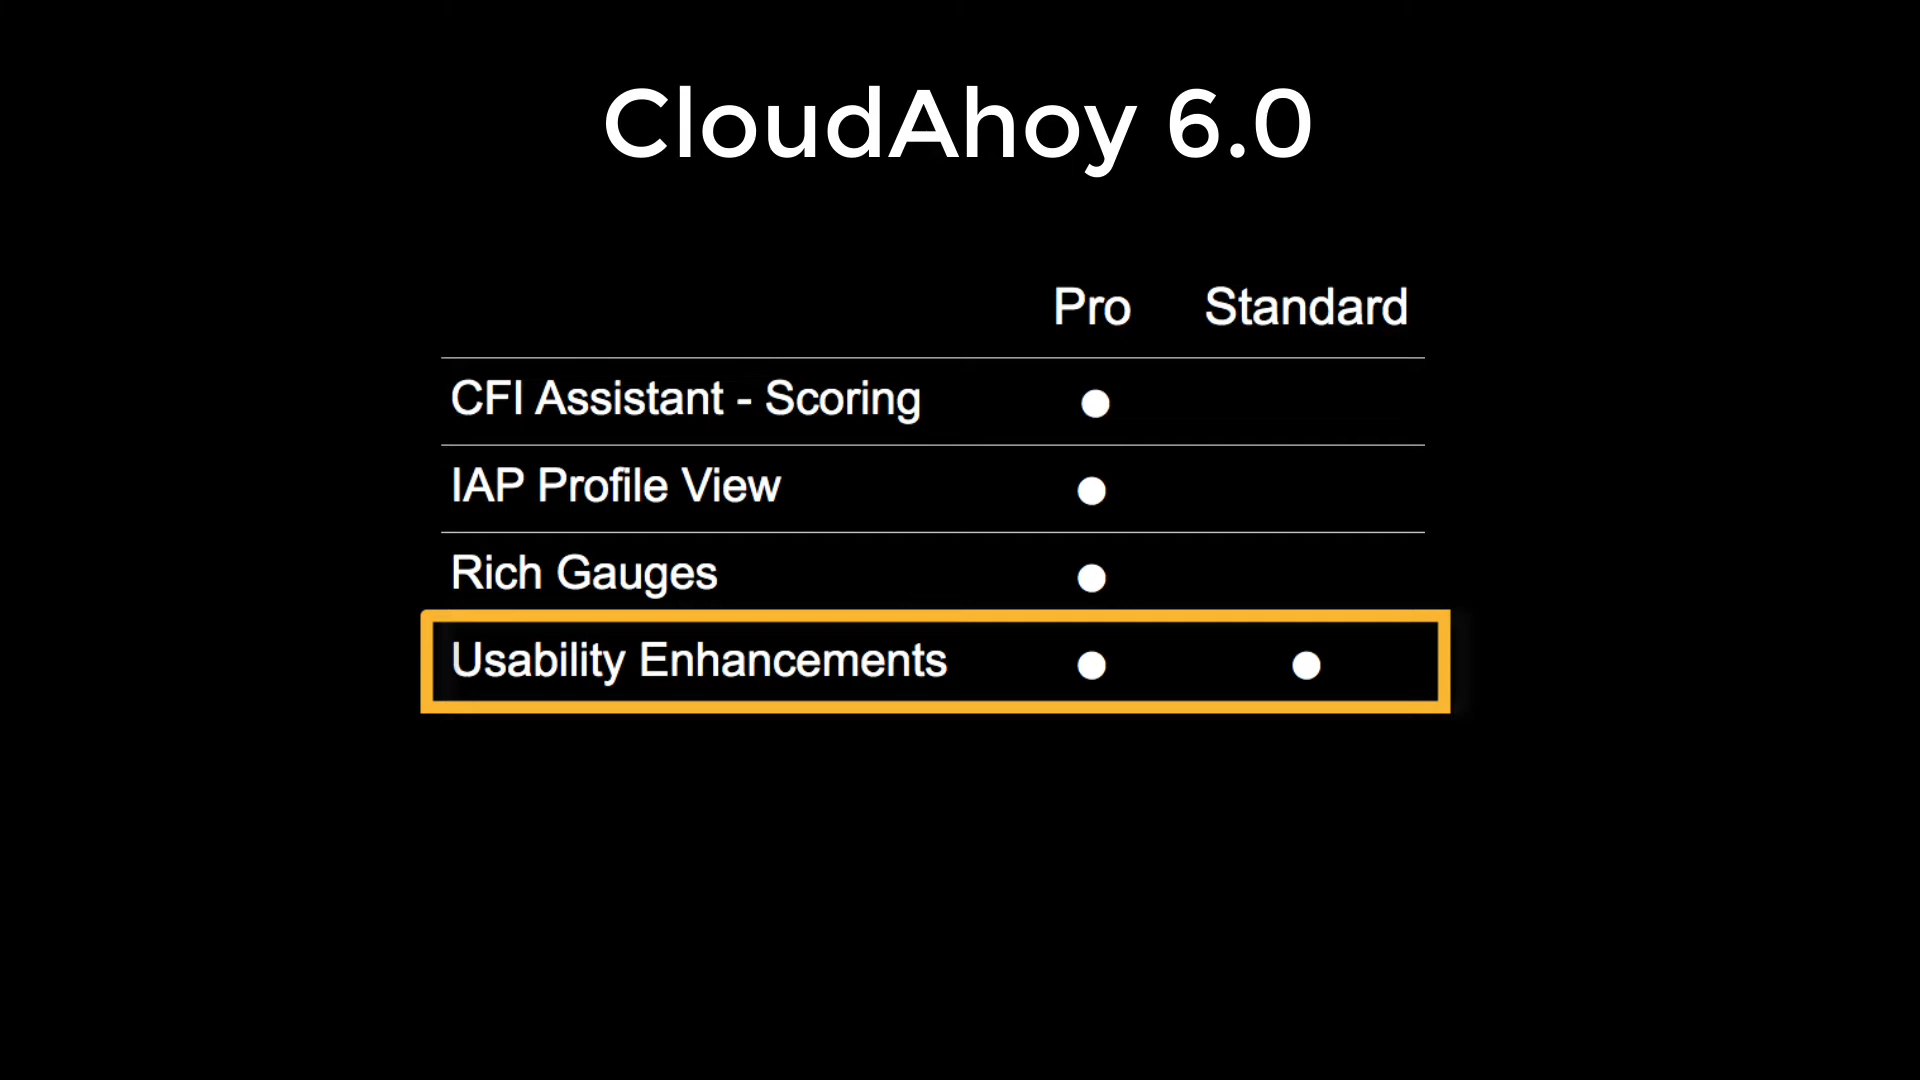 CloudAhoy 6.0
Pro Standard
CFI Assistant - Scoring ●
IAP Profile View ●
Rich Gauges ●
Usability Enhancements ● ●